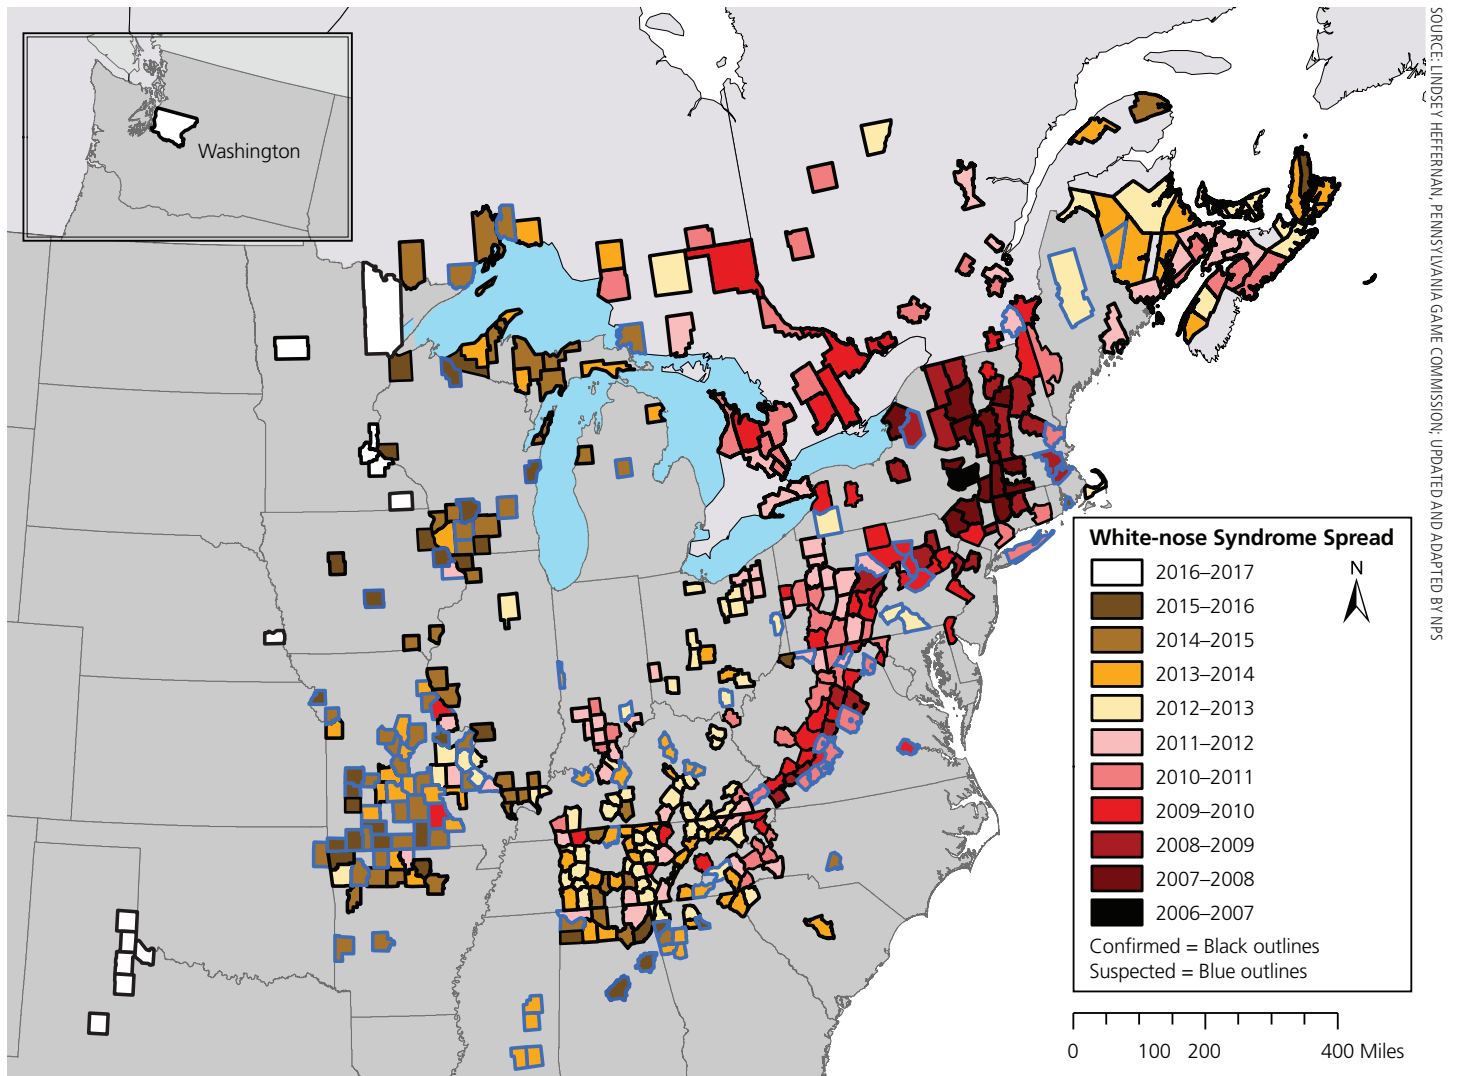 Washington
SOURCE: LINDSEY HEFFERNAN, PENNSYLVANIA GAME COMMISSION; UPDATED AND ADAPTED BY NPS
White-nose Syndrome Spread
2016–2017
2015–2016
2014–2015
2013–2014
2012–2013
2011–2012
2010–2011
2009–2010
2008–2009
2007–2008
2006–2007
N
Confirmed = Black outlines
Suspected = Blue outlines
0 100 200 400 Miles